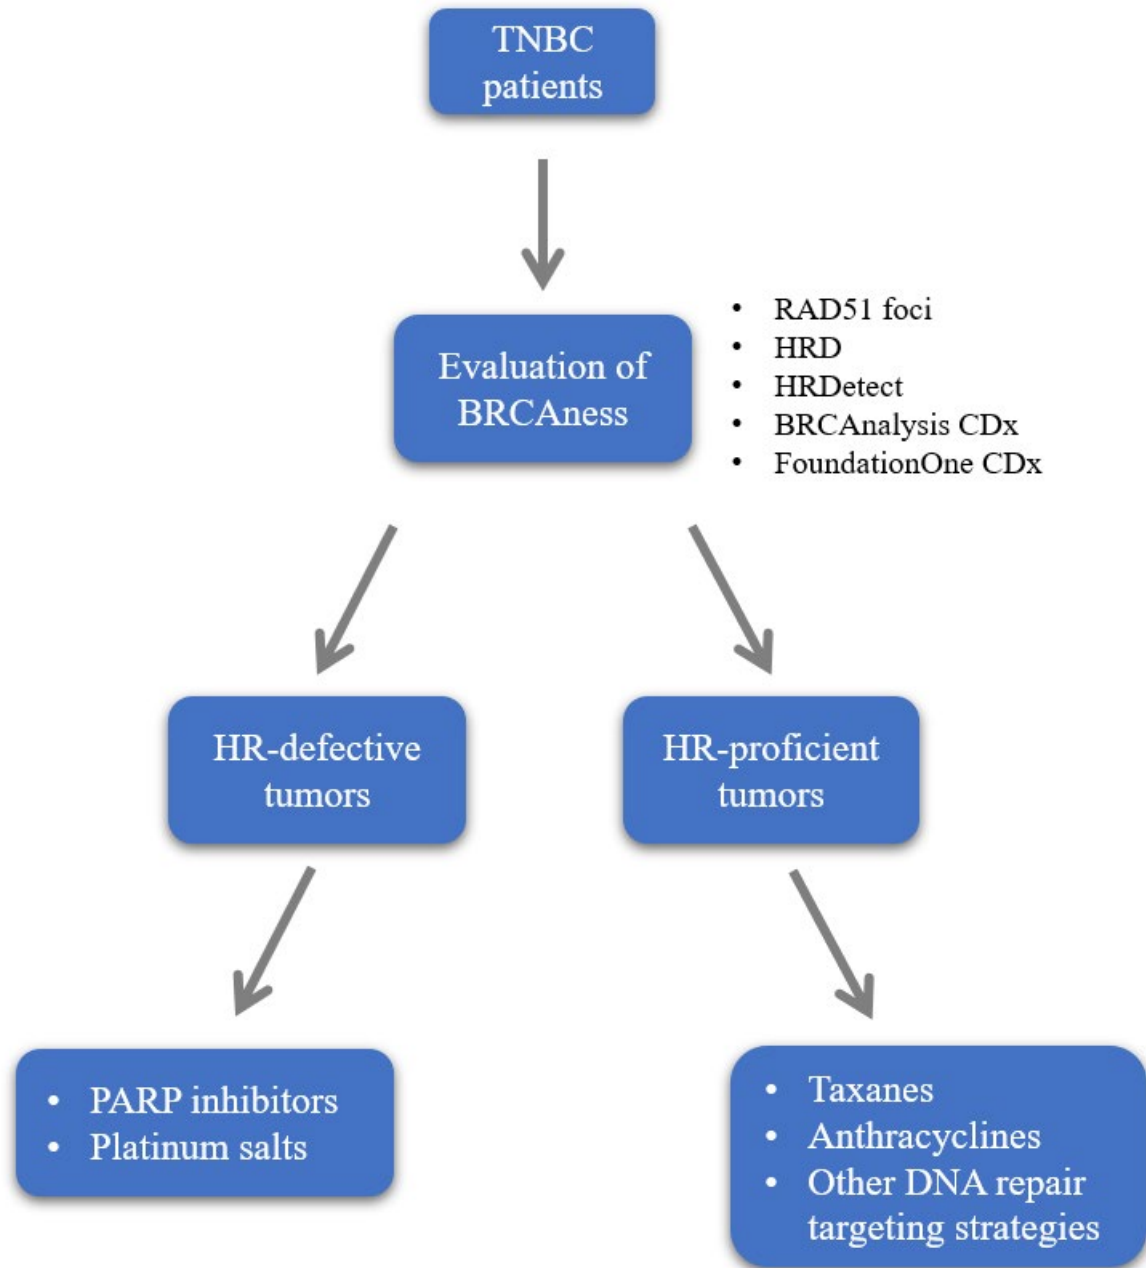 TNBC
patients
Evaluation of
BRCAness
• RAD51 foci
• HRD
• HRDetect
• BRCAnalysis CDx
• FoundationOne CDx
HR-defective
tumors
HR-proficient
tumors
• PARP inhibitors
• Platinum salts
• Taxanes
• Anthracyclines
• Other DNA repair
targeting strategies